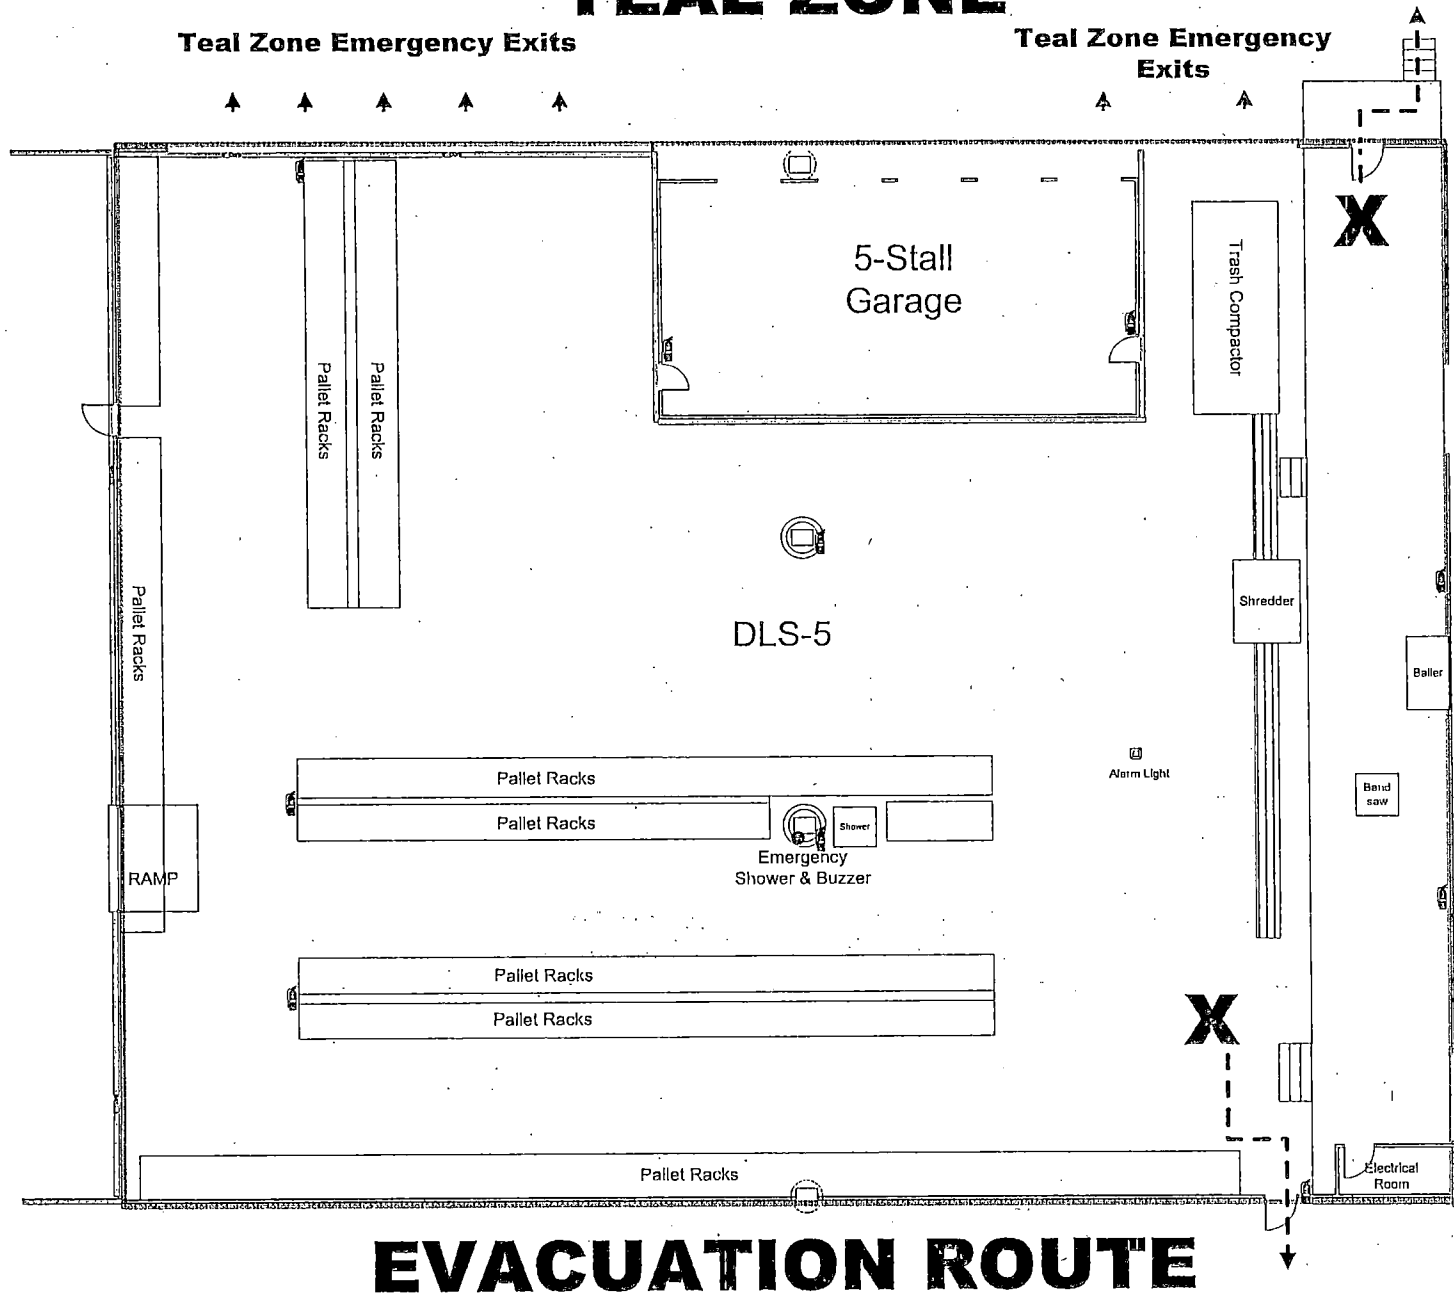 TEAL ZONE
Teal Zone Emergency Exits
Teal Zone Emergency
Exits
X
5-Stall
Garage
Trash Compactor
Pallet Racks
Pallet Racks
Pallet Racks
DLS-5
Shredder
Baller
Alarm Light
Band
saw
Pallet Racks
Pallet Racks
Shower
Emergency
Shower & Buzzer
RAMP
Pallet Racks
Pallet Racks
X
Pallet Racks
Electrical
Room
EVACUATION ROUTE